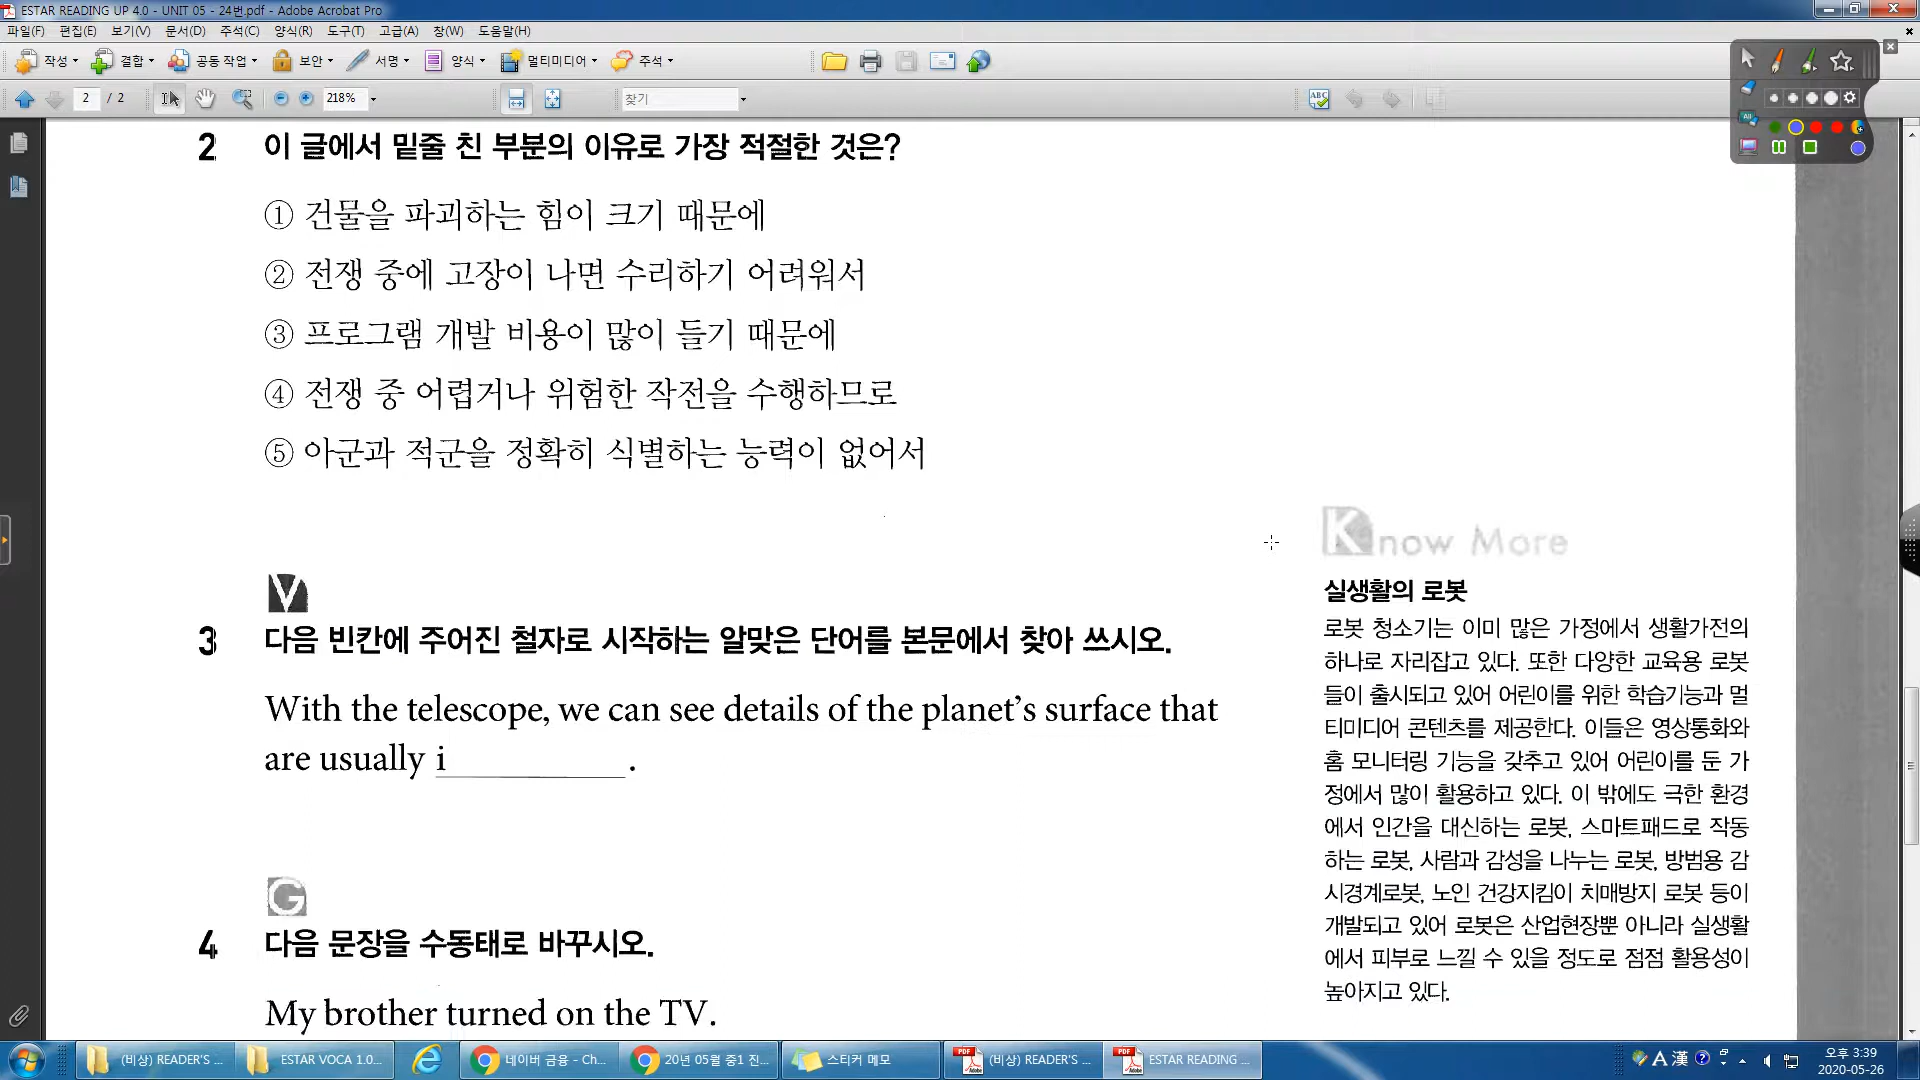 ESTAR READING UP 4.0 - UNIT 05 - 24번.pdf - Adobe Acrobat Pro
파일(F) 편집(E) 보기(V) 문서(D) 주석(C) 양식(R) 도구(T) 고급(A) 창(W) 도움말(H)
작성 결합 공동 작업 보안 서명 양식 멀티미디어 주석
2 / 2 218% 찾기
2 이 글에서 밑줄 친 부분의 이유로 가장 적절한 것은?
① 건물을 파괴하는 힘이 크기 때문에
② 전쟁 중에 고장이 나면 수리하기 어려워서
③ 프로그램 개발 비용이 많이 들기 때문에
④ 전쟁 중 어렵거나 위험한 작전을 수행하므로
⑤ 아군과 적군을 정확히 식별하는 능력이 없어서
V
3 다음 빈칸에 주어진 철자로 시작하는 알맞은 단어를 본문에서 찾아 쓰시오.
With the telescope, we can see details of the planet's surface that
are usually i____________.
G
4 다음 문장을 수동태로 바꾸시오.
My brother turned on the TV.
Know More
실생활의 로봇
로봇 청소기는 이미 많은 가정에서 생활가전의
하나로 자리잡고 있다. 또한 다양한 교육용 로봇
들이 출시되고 있어 어린이를 위한 학습기능과 멀
티미디어 콘텐츠를 제공한다. 이들은 영상통화와
홈 모니터링 기능을 갖추고 있어 어린이를 둔 가
정에서 많이 활용하고 있다. 이 밖에도 극한 환경
에서 인간을 대신하는 로봇, 스마트패드로 작동
하는 로봇, 사람과 감성을 나누는 로봇, 방범용 감
시경계로봇, 노인 건강지킴이 치매방지 로봇 등이
개발되고 있어 로봇은 산업현장뿐 아니라 실생활
에서 피부로 느낄 수 있을 정도로 점점 활용성이
높아지고 있다.
(비상) READER'S ... ESTAR VOCA 1.0... 네이버 금융 - Ch... 20년 05월 중1 진... 스티커 메모 (비상) READER'S ... ESTAR READING ...
A 漢
오후 3:39
2020-05-26